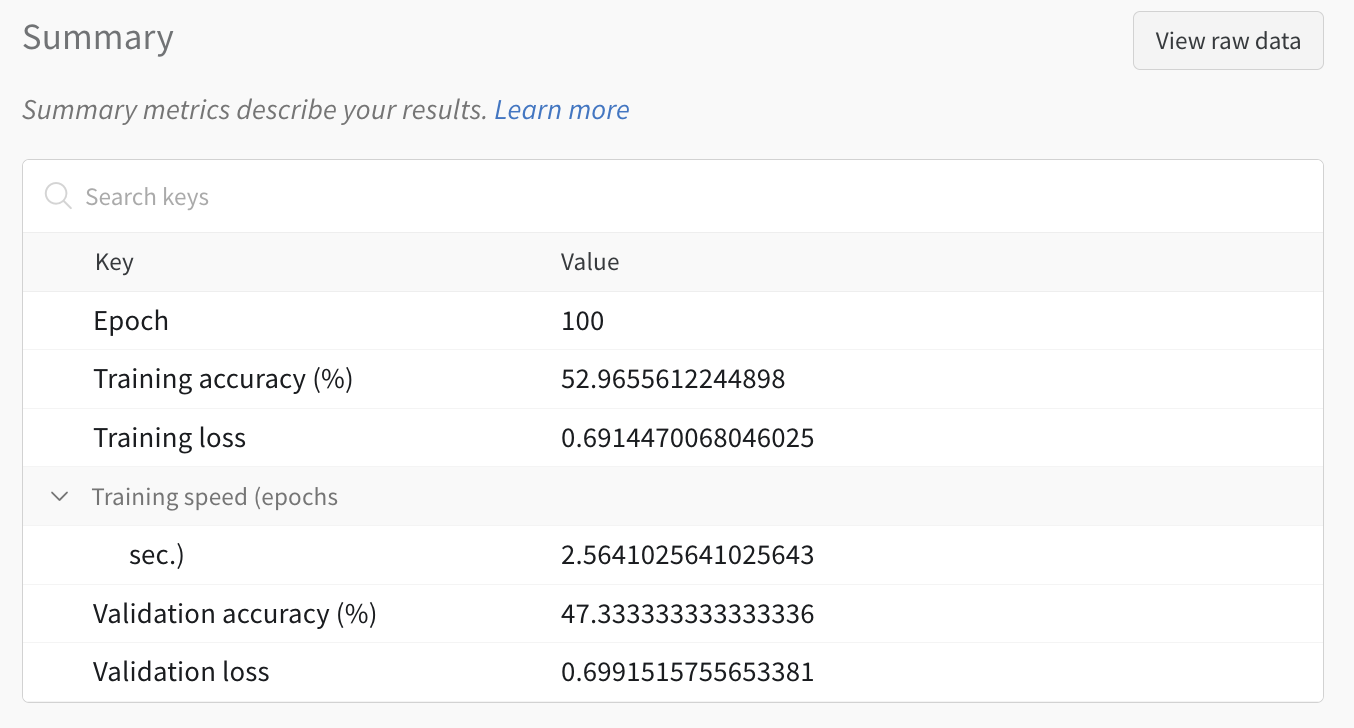 Summary
View raw data
Summary metrics describe your results. Learn more
Search keys
Key Value
Epoch 100
Training accuracy (%) 52.9655612244898
Training loss 0.6914470068046025
Training speed (epochs
sec.) 2.5641025641025643
Validation accuracy (%) 47.333333333333336
Validation loss 0.6991515755653381